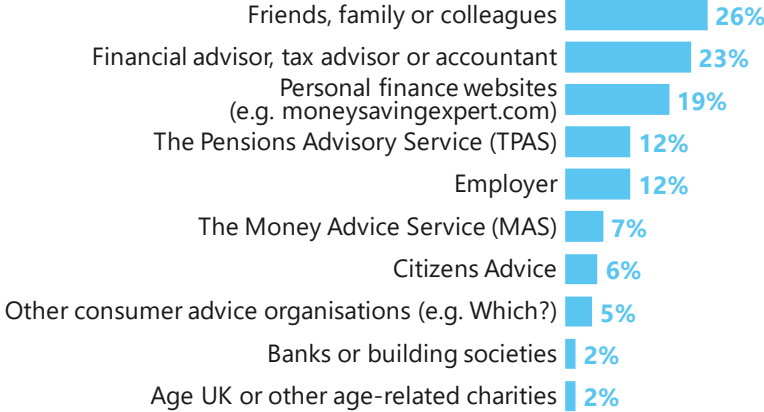 Friends, family or colleagues 26%
Financial advisor, tax advisor or accountant 23%
Personal finance websites
(e.g. moneysavingexpert.com) 19%
The Pensions Advisory Service (TPAS) 12%
Employer 12%
The Money Advice Service (MAS) 7%
Citizens Advice 6%
Other consumer advice organisations (e.g. Which?) 5%
Banks or building societies 2%
Age UK or other age-related charities 2%